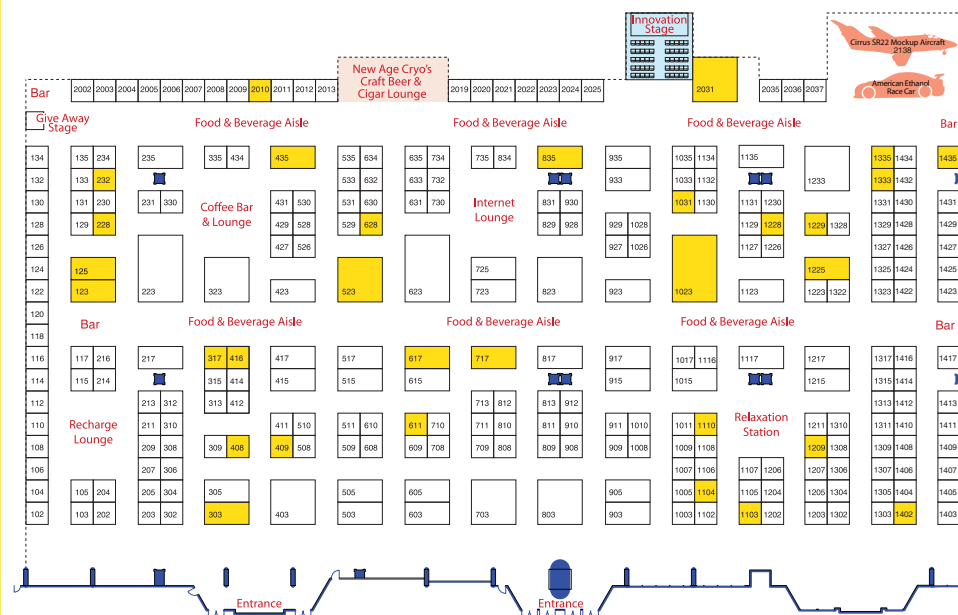 Innovation
Stage
Cirrus SR22 Mockup Aircraft
2138
American Ethanol
Race Car
New Age Cryo's
Craft Beer &
Cigar Lounge
Bar
2002 2003 2004 2005 2006 2007 2008 2009 2010 2011 2012 2013 2019 2020 2021 2022 2023 2024 2025 2031 2035 2036 2037
Give Away
Stage
Food & Beverage Aisle Food & Beverage Aisle Food & Beverage Aisle Bar
134 135 234 235 335 434 435 535 634 635 734 735 834 835 935 1035 1134 1135 1335 1434 1435
132 133 232 533 632 633 732 933 1033 1132 1233 1333 1432
130 131 230 231 330 431 530 531 630 631 730 831 930 1031 1130 1131 1230 1331 1430 1431
Coffee Bar
& Lounge
Internet
Lounge
128 129 228 429 528 529 628 829 928 929 1028 1129 1228 1229 1328 1329 1428 1429
126 427 526 927 1026 1127 1126 1327 1426 1427
124 125 725 1225 1325 1424 1425
122 123 223 323 423 523 623 723 823 923 1023 1123 1223 1322 1323 1422 1423
120
118
Bar Food & Beverage Aisle Food & Beverage Aisle Food & Beverage Aisle Bar
116 117 216 217 317 416 417 517 617 717 817 917 1017 1116 1117 1217 1317 1416 1417
114 115 214 315 414 415 515 615 915 1015 1215 1315 1414
112 213 312 313 412 713 812 813 912 1313 1412 1413
Recharge
Lounge
Relaxation
Station
110 211 310 411 510 511 610 611 710 711 810 811 910 911 1010 1011 1110 1211 1310 1311 1410 1411
108 209 308 309 408 409 508 509 608 609 708 709 808 809 908 909 1008 1009 1108 1209 1308 1309 1408 1409
106 207 306 1007 1106 1107 1206 1207 1306 1307 1406 1407
104 105 204 205 304 305 505 605 905 1005 1104 1105 1204 1205 1304 1305 1404 1405
102 103 202 203 302 303 403 503 603 703 803 903 1003 1102 1103 1202 1203 1302 1303 1402 1403
Entrance Entrance